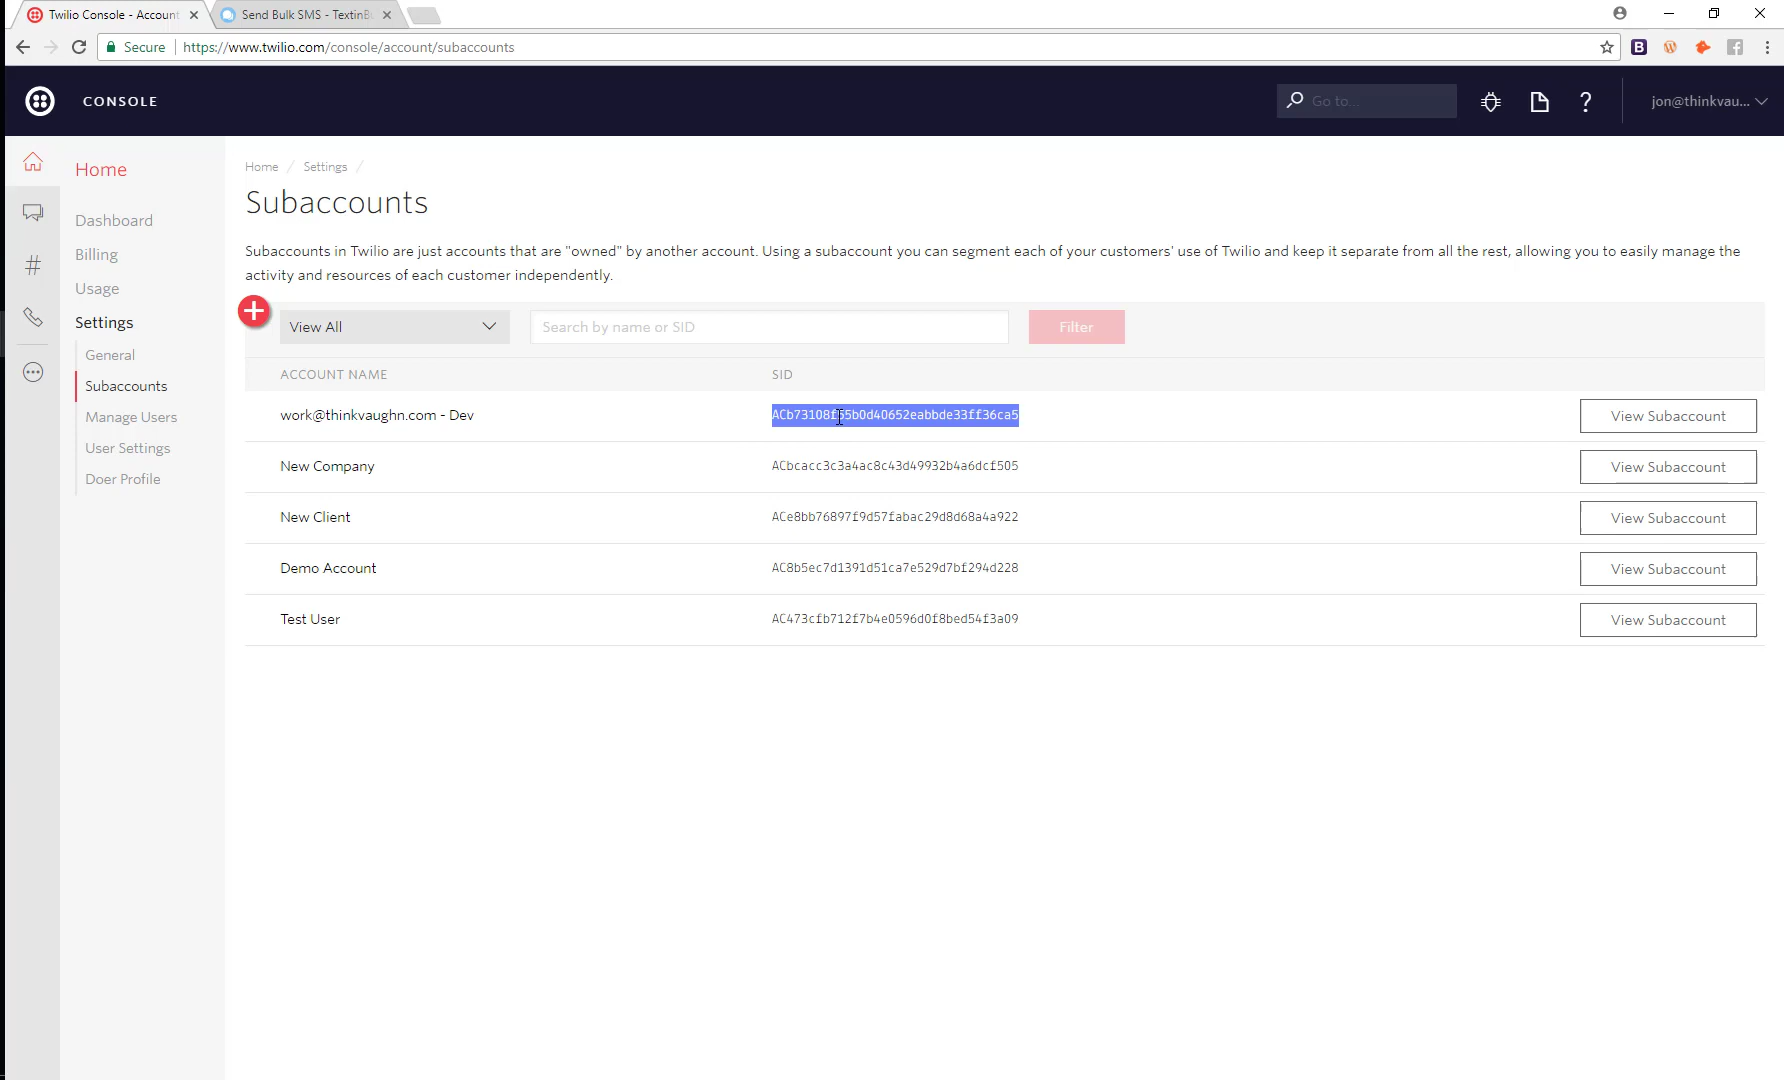 Twilio Console - Account
Send Bulk SMS - TextinBu
Secure
https://www.twilio.com/console/account/subaccounts
B
CONSOLE
Go to...
?
jon@thinkvau...
Home
Dashboard
Billing
Usage
Settings
General
Subaccounts
Manage Users
User Settings
Doer Profile
Home / Settings /
Subaccounts
Subaccounts in Twilio are just accounts that are "owned" by another account. Using a subaccount you can segment each of your customers' use of Twilio and keep it separate from all the rest, allowing you to easily manage the
activity and resources of each customer independently.
View All
Search by name or SID
Filter
ACCOUNT NAME SID
work@thinkvaughn.com - Dev View Subaccount
New Company ACbcacc3c3a4ac8c43d49932b4a6dcf505 View Subaccount
New Client ACe8bb76897f9d57fabac29d8d68a4a922 View Subaccount
Demo Account AC8b5ec7d1391d51ca7e529d7bf294d228 View Subaccount
Test User AC473cfb712f7b4e0596d0f8bed54f3a09 View Subaccount